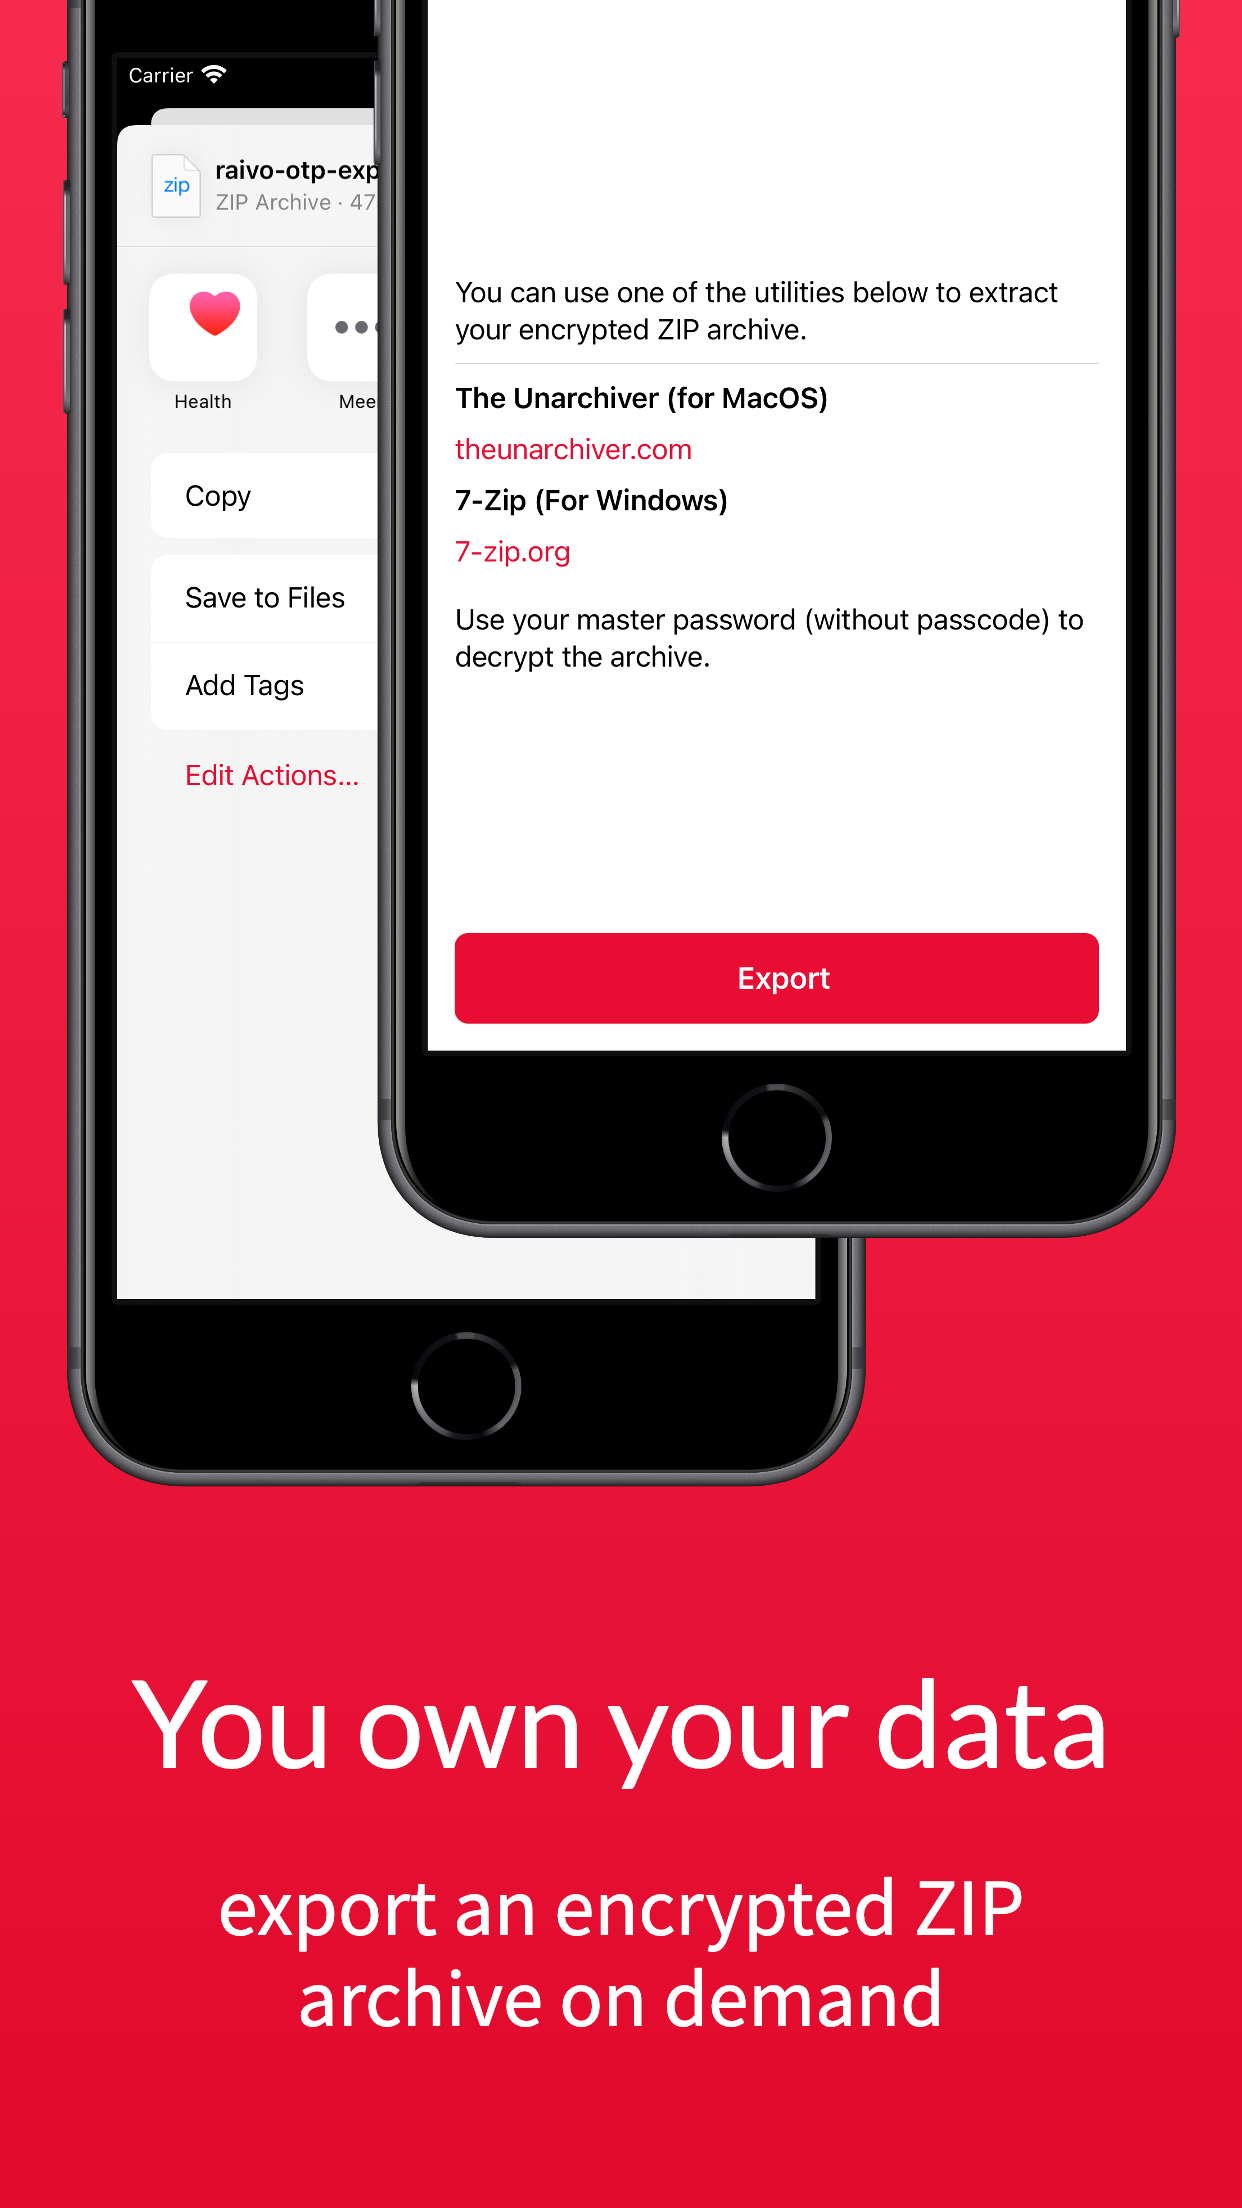 Carrier
zip
raivo-otp-exp
ZIP Archive · 47
Health
Mee
Copy
Save to Files
Add Tags
Edit Actions...
You can use one of the utilities below to extract
your encrypted ZIP archive.
The Unarchiver (for MacOS)
theunarchiver.com
7-Zip (For Windows)
7-zip.org
Use your master password (without passcode) to
decrypt the archive.
Export
You own your data
export an encrypted ZIP
archive on demand